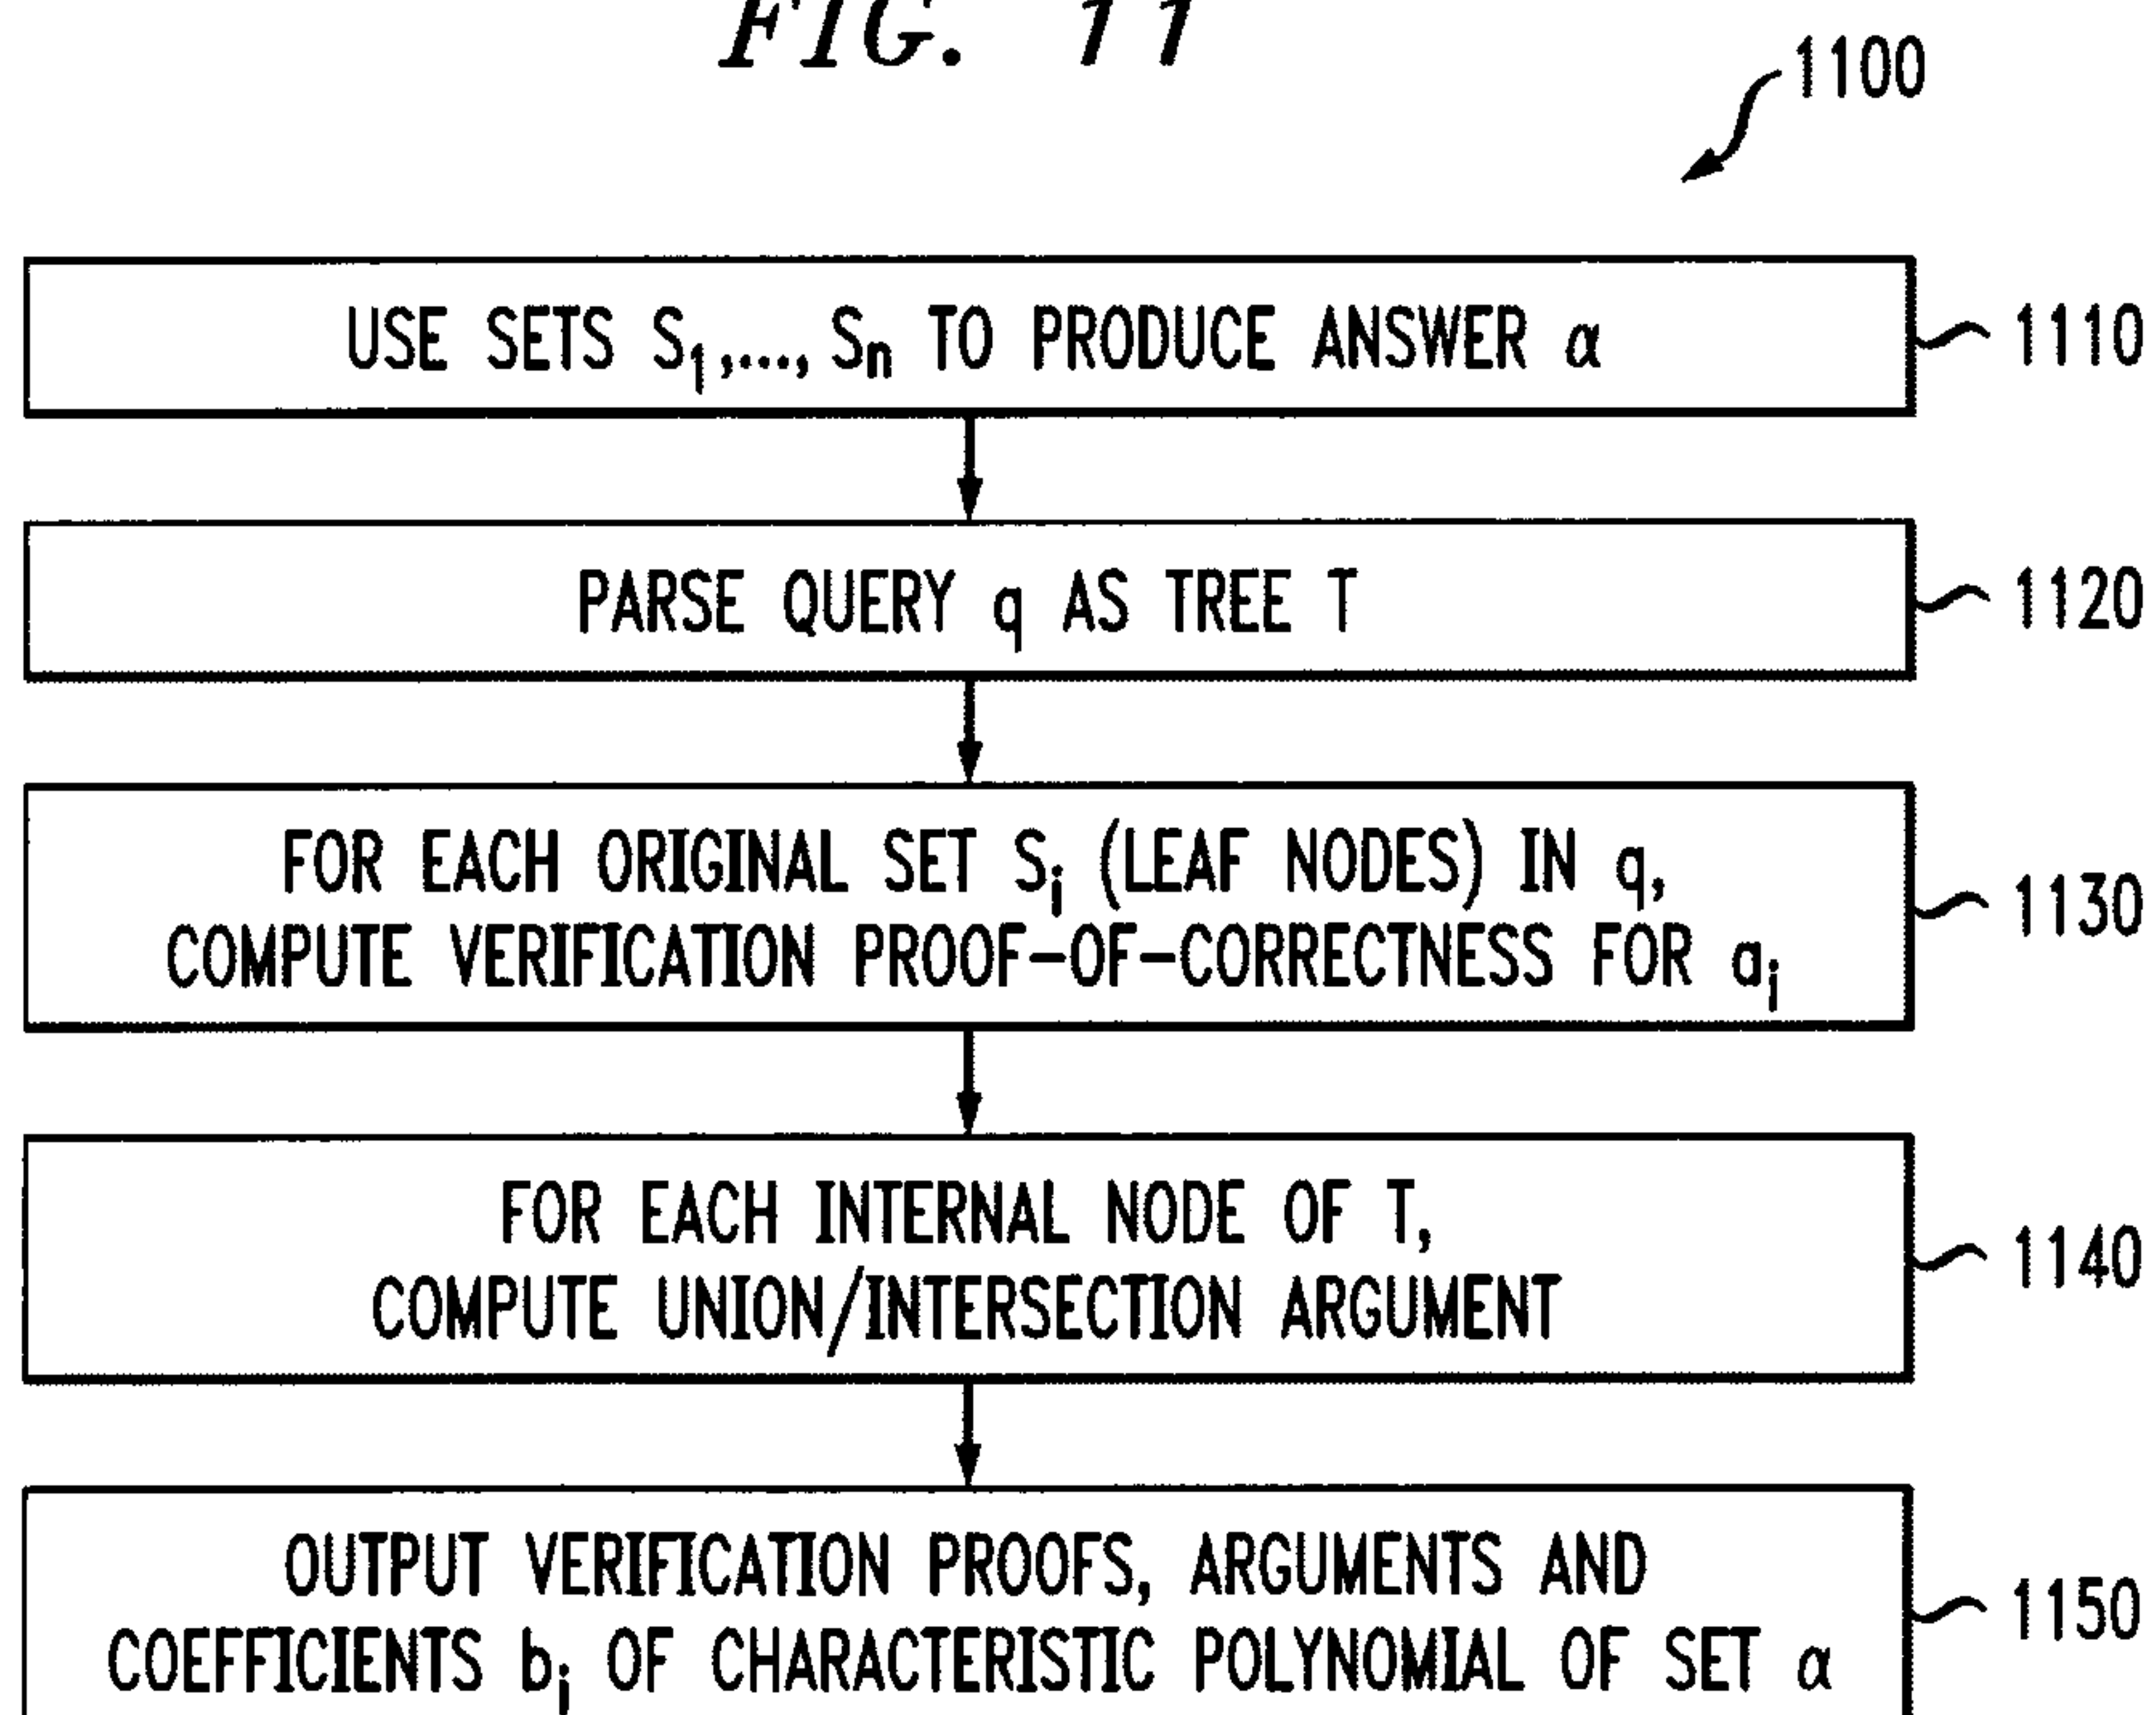 FIG. 11
1100
USE SETS S1,..., Sn TO PRODUCE ANSWER α
1110
PARSE QUERY q AS TREE T
1120
FOR EACH ORIGINAL SET Si (LEAF NODES) IN q,
COMPUTE VERIFICATION PROOF-OF-CORRECTNESS FOR ai
1130
FOR EACH INTERNAL NODE OF T,
COMPUTE UNION/INTERSECTION ARGUMENT
1140
OUTPUT VERIFICATION PROOFS, ARGUMENTS AND
COEFFICIENTS bi OF CHARACTERISTIC POLYNOMIAL OF SET α
1150